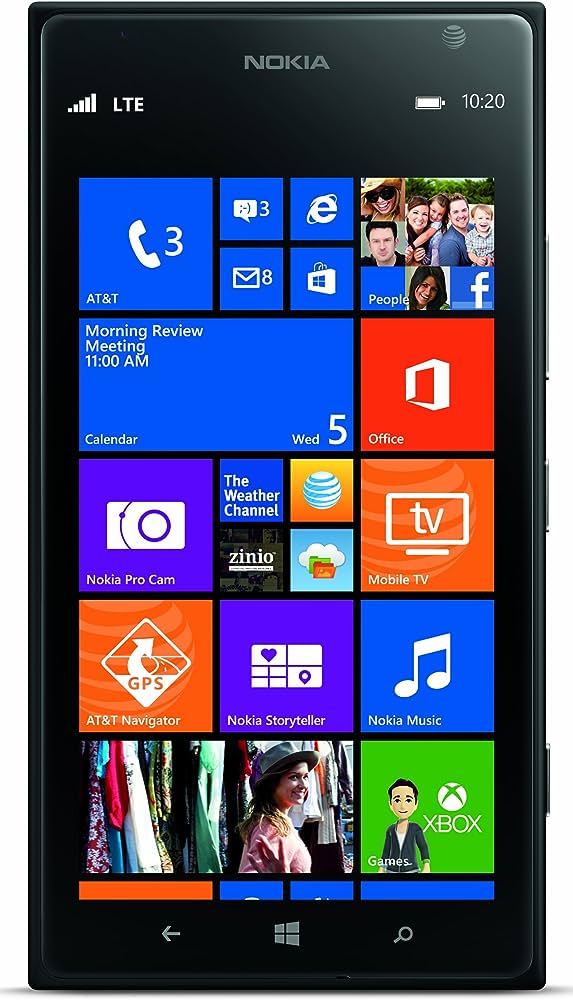 NOKIA
LTE
10:20
3
AT&T
:-)3
8
People
f
Morning Review
Meeting
11:00 AM
Calendar
Wed 5
Office
Nokia Pro Cam
The
Weather
Channel
zinio
tv
Mobile TV
GPS
AT&T Navigator
Nokia Storyteller
Nokia Music
XBOX
Games